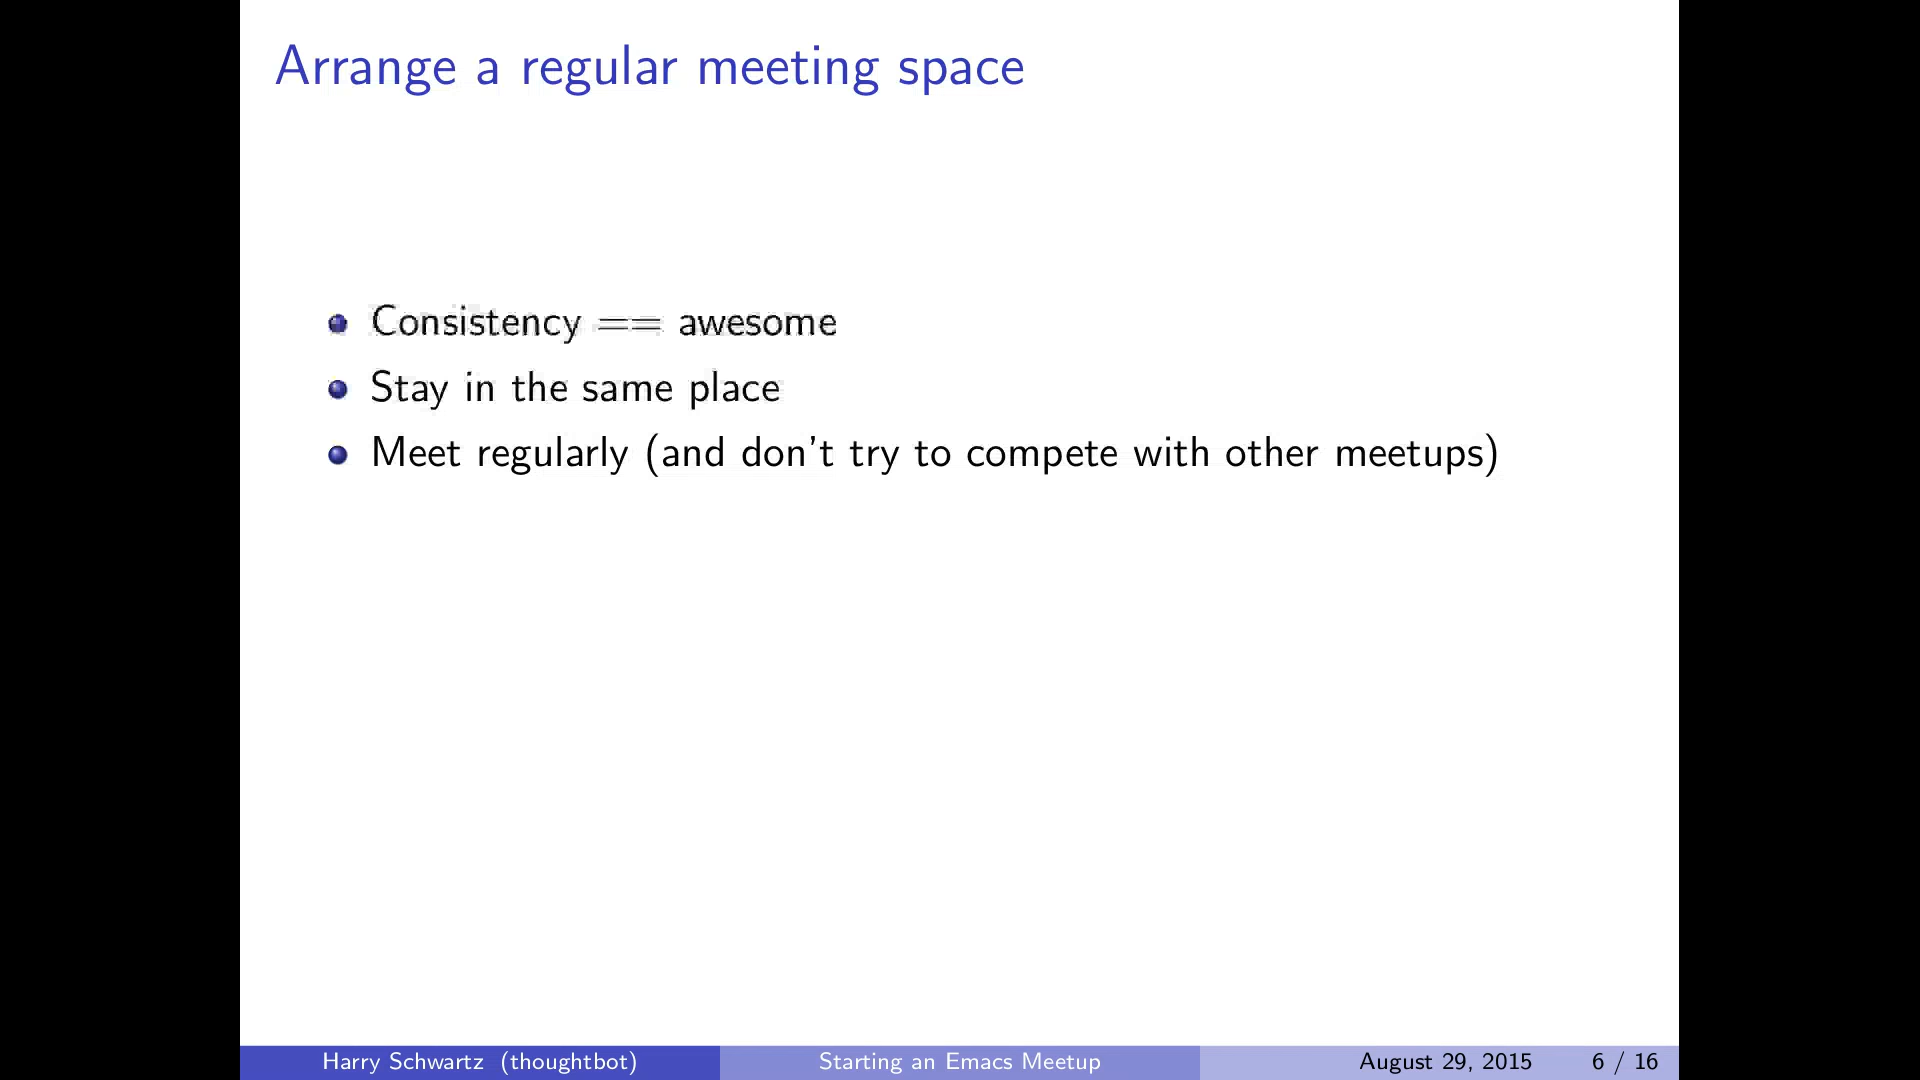 Arrange a regular meeting space
Consistency == awesome
Stay in the same place
Meet regularly (and don't try to compete with other meetups)
Harry Schwartz (thoughtbot) Starting an Emacs Meetup August 29, 2015 6 / 16